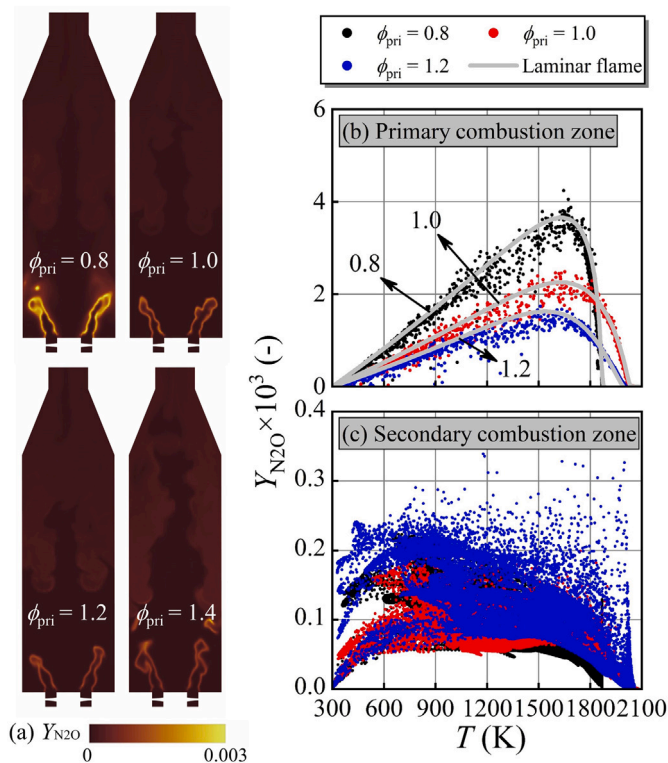 ϕpri = 0.8
ϕpri = 1.0
ϕpri = 1.2
ϕpri = 1.4
(a) YN2O
0
0.003
ϕpri = 0.8
ϕpri = 1.0
ϕpri = 1.2
Laminar flame
(b) Primary combustion zone
6
4
2
0
0.8
1.0
1.2
YN2O×10³ (-)
(c) Secondary combustion zone
0.4
0.3
0.2
0.1
0.0
300 600 900 1200 1500 1800 2100
T (K)